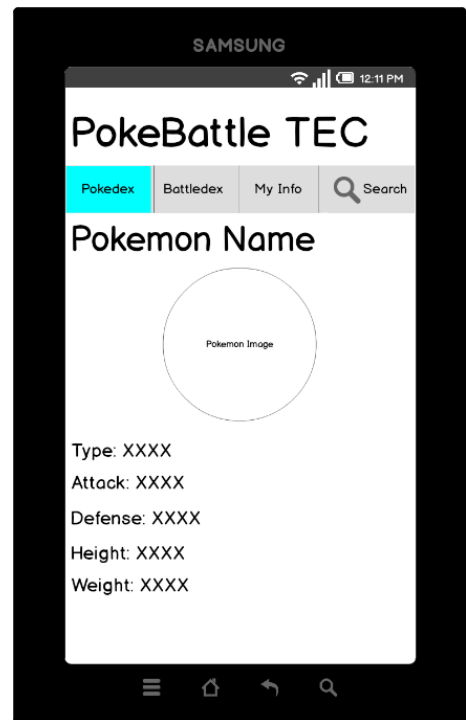 SAMSUNG
12:11 PM
PokeBattle TEC
Pokedex Battledex My Info Search
Pokemon Name
Pokemon Image
Type: XXXX
Attack: XXXX
Defense: XXXX
Height: XXXX
Weight: XXXX